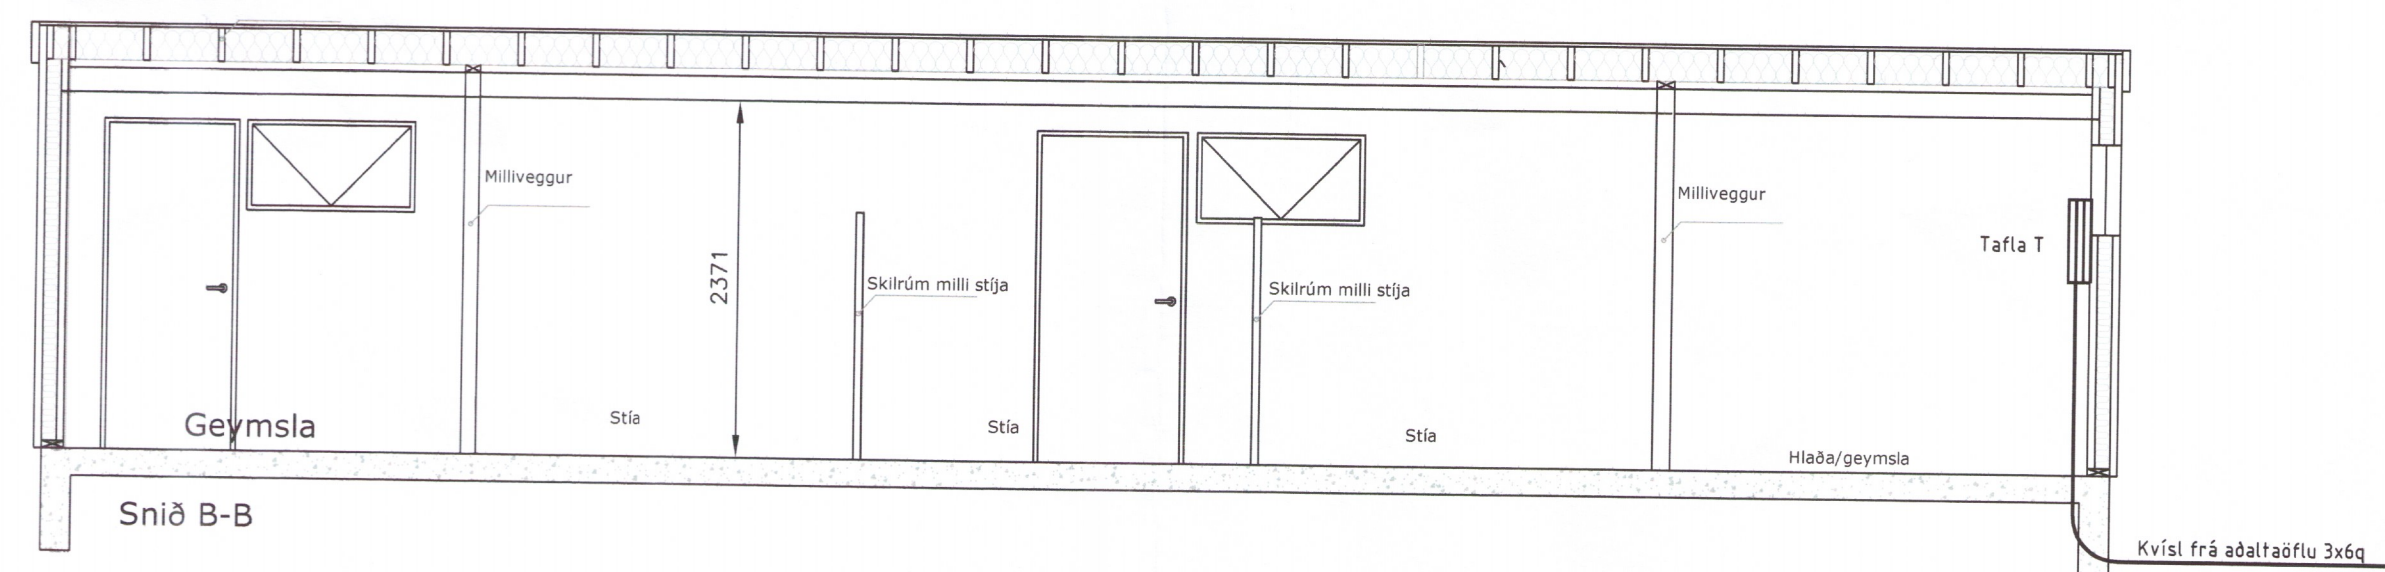 Milliveggur
Milliveggur
2371
Skilrúm milli stíja
Skilrúm milli stíja
Tafla T
Geymsla
Stía
Stía
Stía
Hlaða/geymsla
Snið B-B
Kvísl frá aðaltaöflu 3x6q